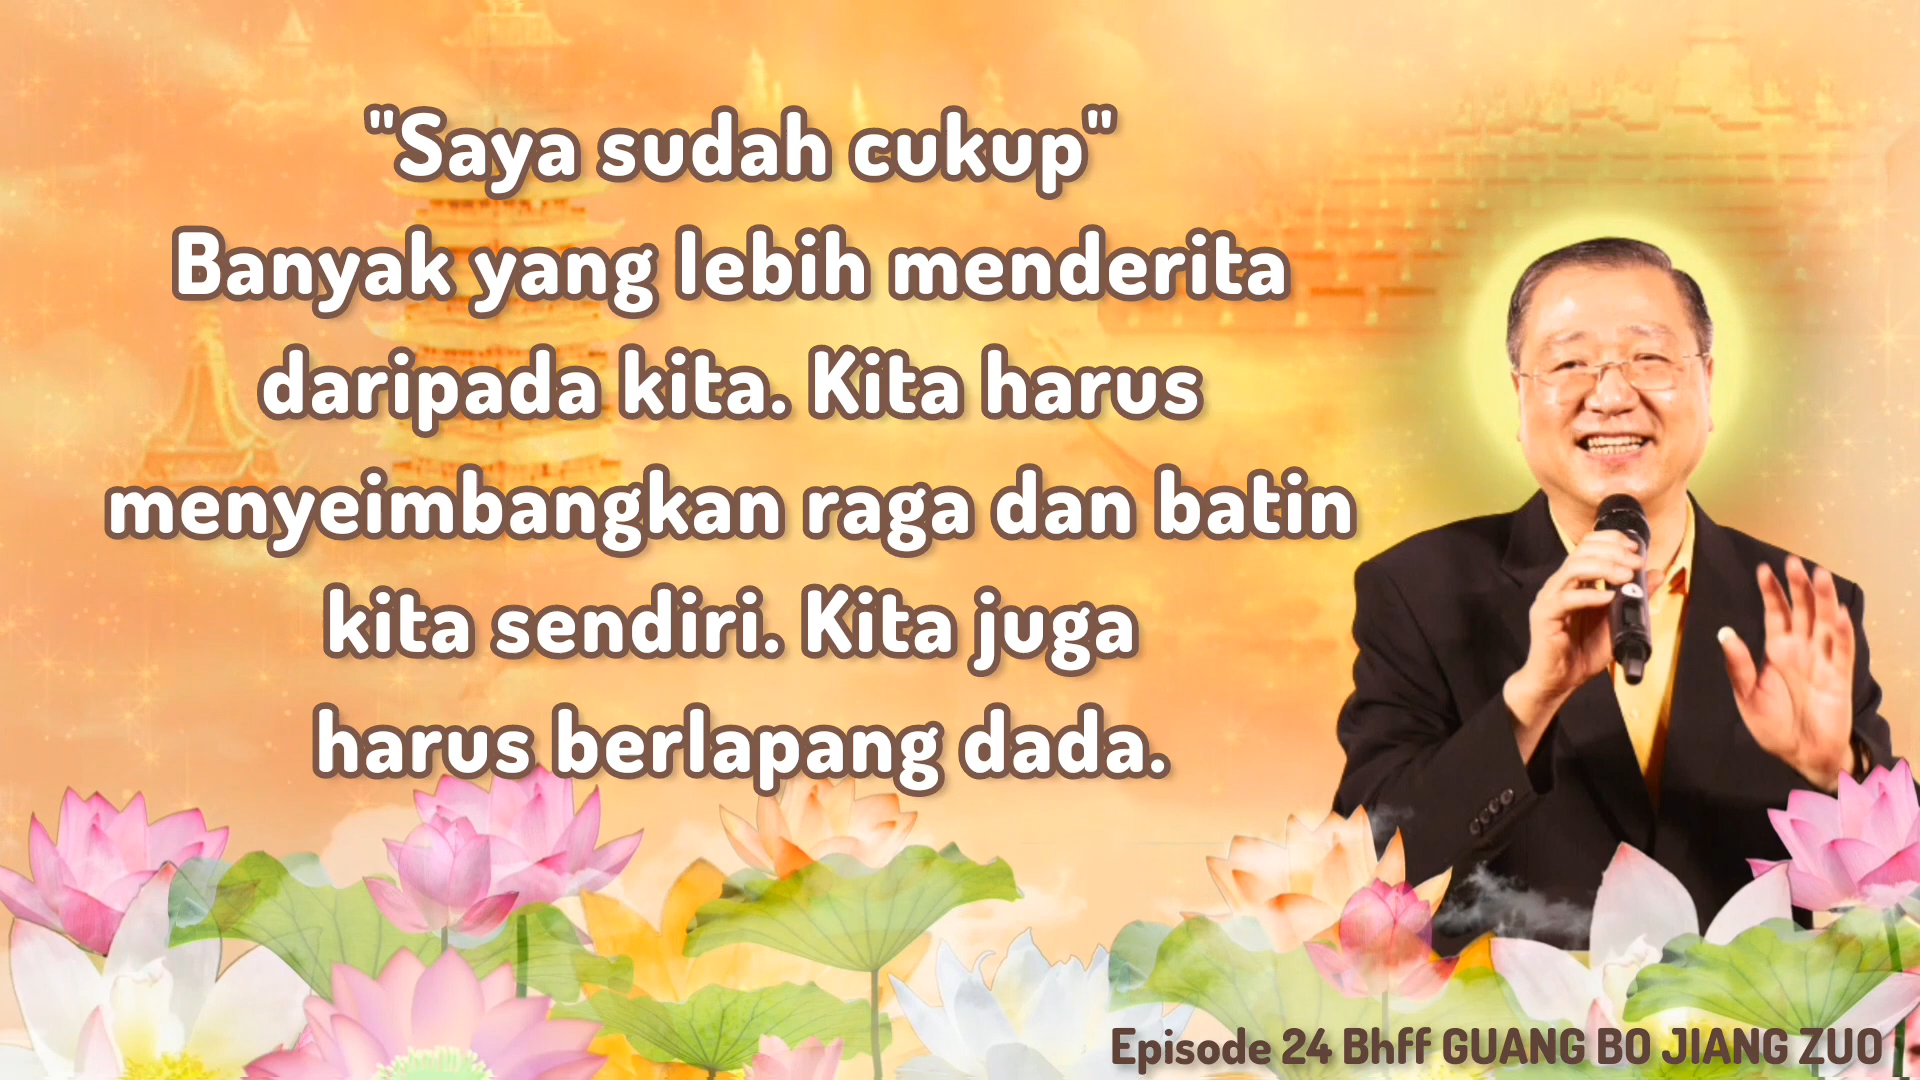 "Saya sudah cukup"
Banyak yang lebih menderita
daripada kita. Kita harus
menyeimbangkan raga dan batin
kita sendiri. Kita juga
harus berlapang dada.
Episode 24 Bhff GUANG BO JIANG ZUO